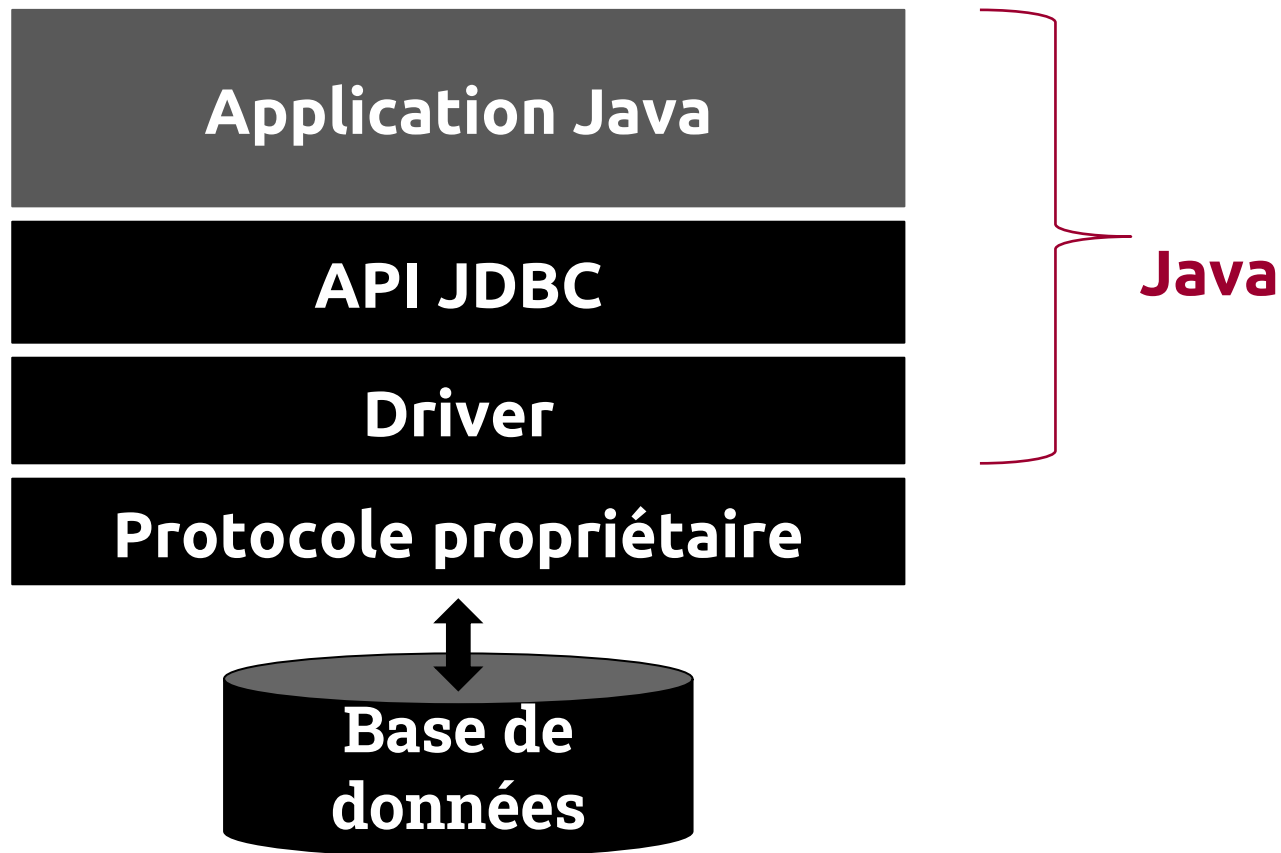 Application Java
API JDBC
Java
Driver
Protocole propriétaire
Base de
données